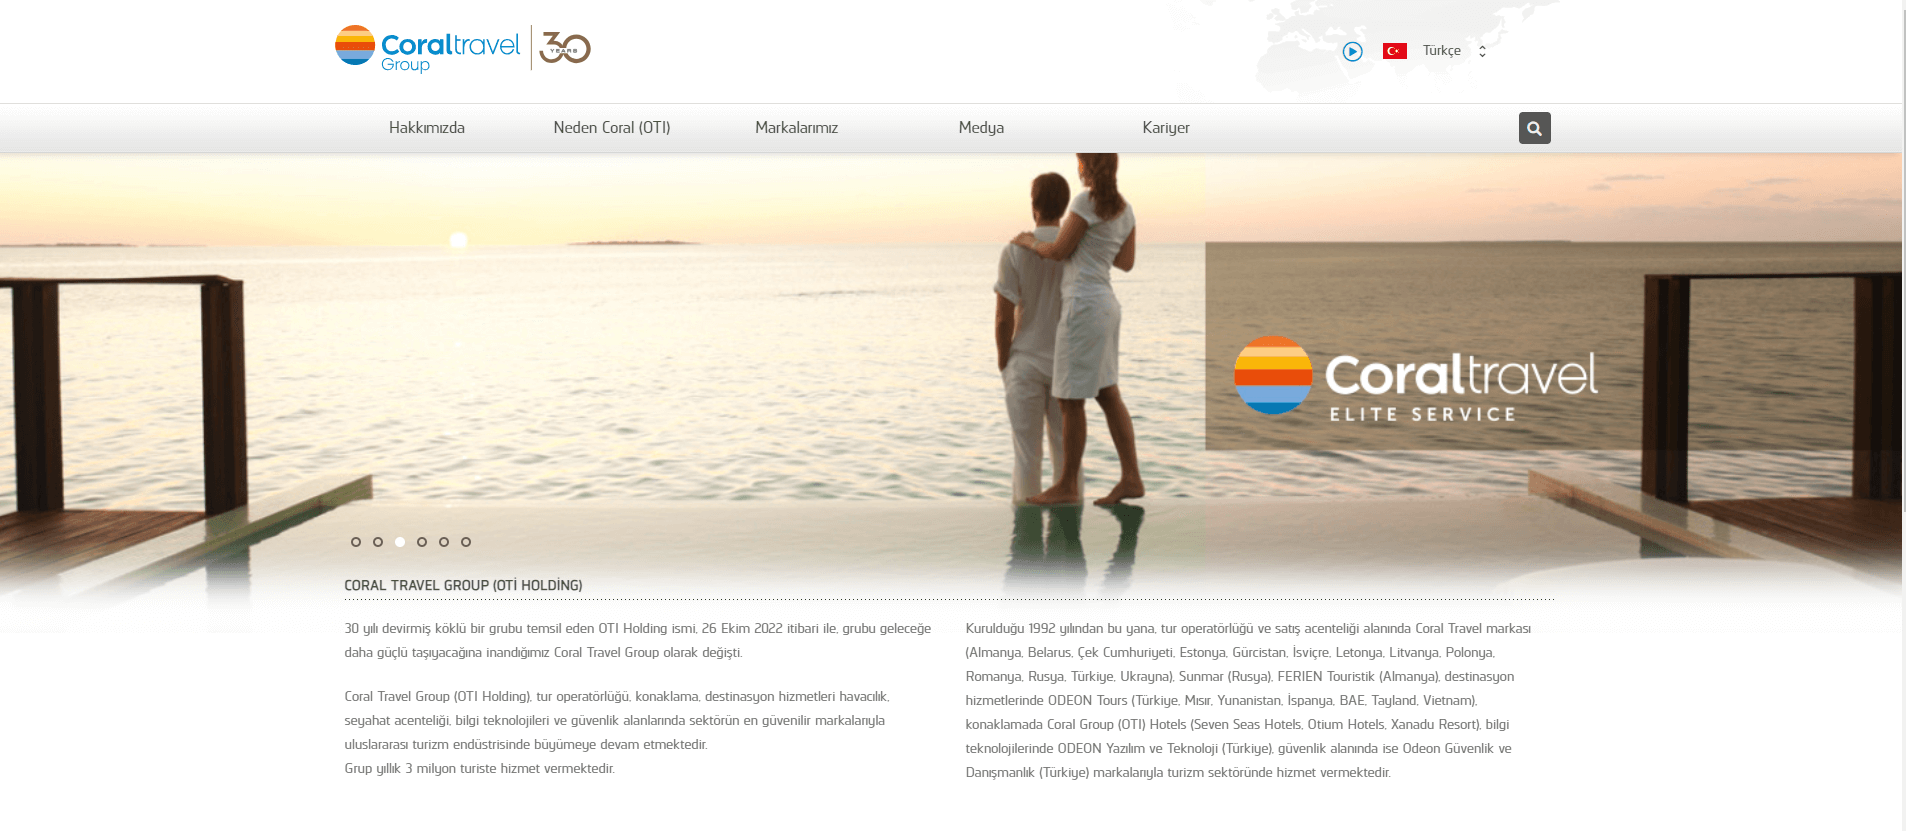 Coraltravel
Group
30
YEARS
Türkçe
Hakkımızda
Neden Coral (OTI)
Markalarımız
Medya
Kariyer
Coraltravel
ELITE SERVICE
CORAL TRAVEL GROUP (OTİ HOLDİNG)
30 yılı devirmiş köklü bir grubu temsil eden OTI Holding ismi, 26 Ekim 2022 itibari ile, grubu geleceğe
daha güçlü taşıyacağına inandığımız Coral Travel Group olarak değişti.
Coral Travel Group (OTI Holding), tur operatörlüğü, konaklama, destinasyon hizmetleri havacılık,
seyahat acenteliği, bilgi teknolojileri ve güvenlik alanlarında sektörün en güvenilir markalarıyla
uluslararası turizm endüstrisinde büyümeye devam etmektedir.
Grup yıllık 3 milyon turiste hizmet vermektedir.
Kurulduğu 1992 yılından bu yana, tur operatörlüğü ve satış acenteliği alanında Coral Travel markası
(Almanya, Belarus, Çek Cumhuriyeti, Estonya, Gürcistan, İsviçre, Letonya, Litvanya, Polonya,
Romanya, Rusya, Türkiye, Ukrayna), Sunmar (Rusya), FERIEN Touristik (Almanya), destinasyon
hizmetlerinde ODEON Tours (Türkiye, Mısır, Yunanistan, İspanya, BAE, Tayland, Vietnam),
konaklamada Coral Group (OTI) Hotels (Seven Seas Hotels, Otium Hotels, Xanadu Resort), bilgi
teknolojilerinde ODEON Yazılım ve Teknoloji (Türkiye), güvenlik alanında ise Odeon Güvenlik ve
Danışmanlık (Türkiye) markalarıyla turizm sektöründe hizmet vermektedir.